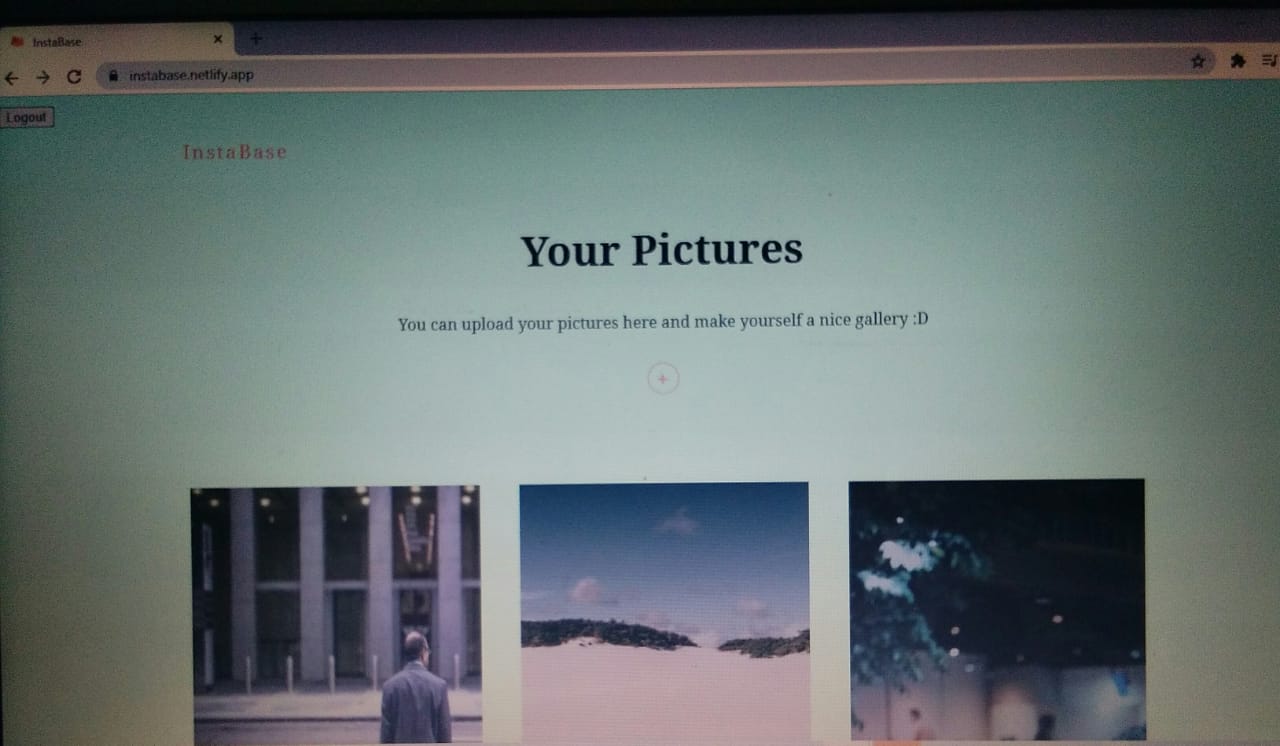 InstaBase
instabase.netlify.app
Logout
InstaBase
Your Pictures
You can upload your pictures here and make yourself a nice gallery :D